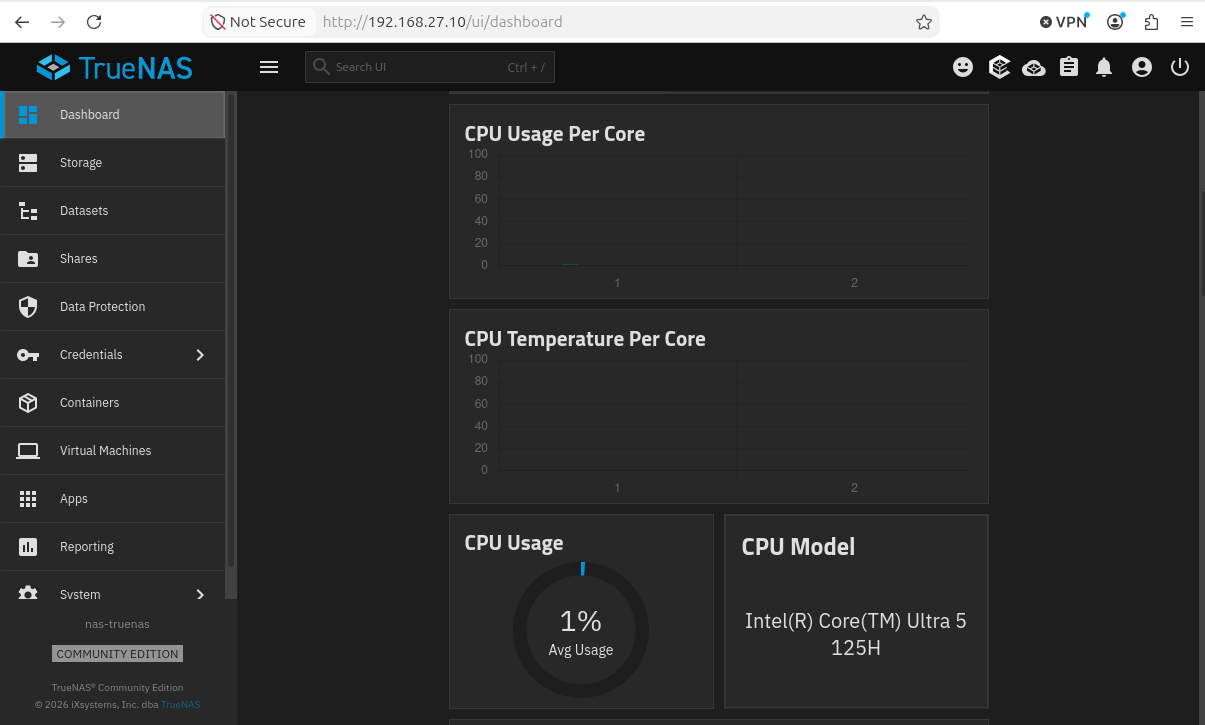 Not Secure
http://192.168.27.10/ui/dashboard
VPN
TrueNAS
Search UI
Ctrl + /
Dashboard
Storage
Datasets
Shares
Data Protection
Credentials
Containers
Virtual Machines
Apps
Reporting
System
nas-truenas
COMMUNITY EDITION
TrueNAS® Community Edition
© 2026 iXsystems, Inc. dba TrueNAS
CPU Usage Per Core
100
80
60
40
20
0
1 2
CPU Temperature Per Core
100
80
60
40
20
0
1 2
CPU Usage
1%
Avg Usage
CPU Model
Intel(R) Core(TM) Ultra 5
125H